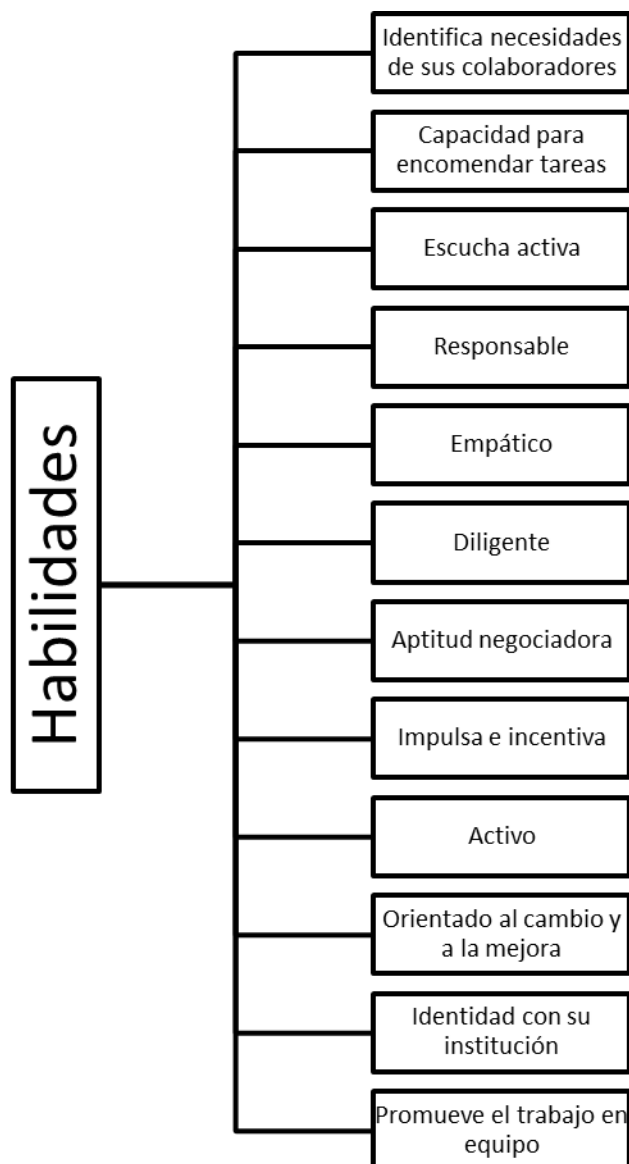 Habilidades
Identifica necesidades
de sus colaboradores
Capacidad para
encomendar tareas
Escucha activa
Responsable
Empático
Diligente
Aptitud negociadora
Impulsa e incentiva
Activo
Orientado al cambio y
a la mejora
Identidad con su
institución
Promueve el trabajo en
equipo